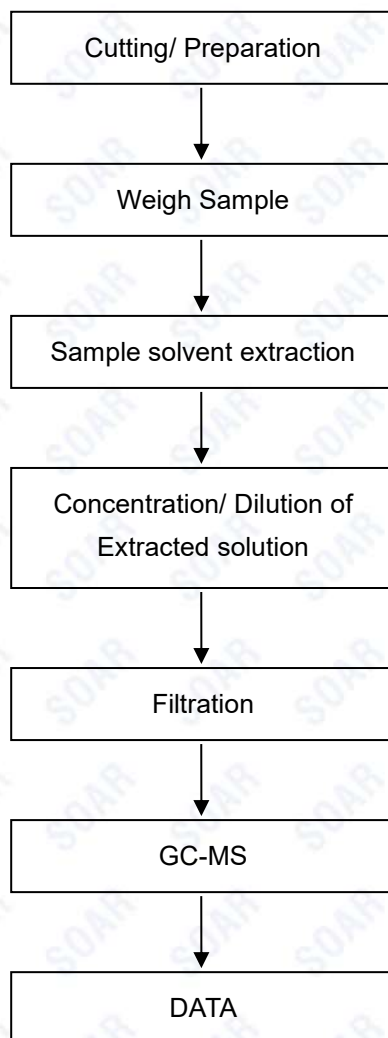 Cutting/ Preparation
Weigh Sample
Sample solvent extraction
Concentration/ Dilution of
Extracted solution
Filtration
GC-MS
DATA